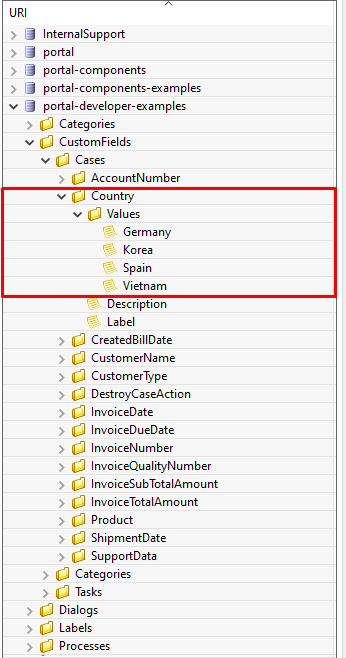 URI
InternalSupport
portal
portal-components
portal-components-examples
portal-developer-examples
Categories
CustomFields
Cases
AccountNumber
Country
Values
Germany
Korea
Spain
Vietnam
Description
Label
CreatedBillDate
CustomerName
CustomerType
DestroyCaseAction
InvoiceDate
InvoiceDueDate
InvoiceNumber
InvoiceQualityNumber
InvoiceSubTotalAmount
InvoiceTotalAmount
Product
ShipmentDate
SupportData
Categories
Tasks
Dialogs
Labels
Processes